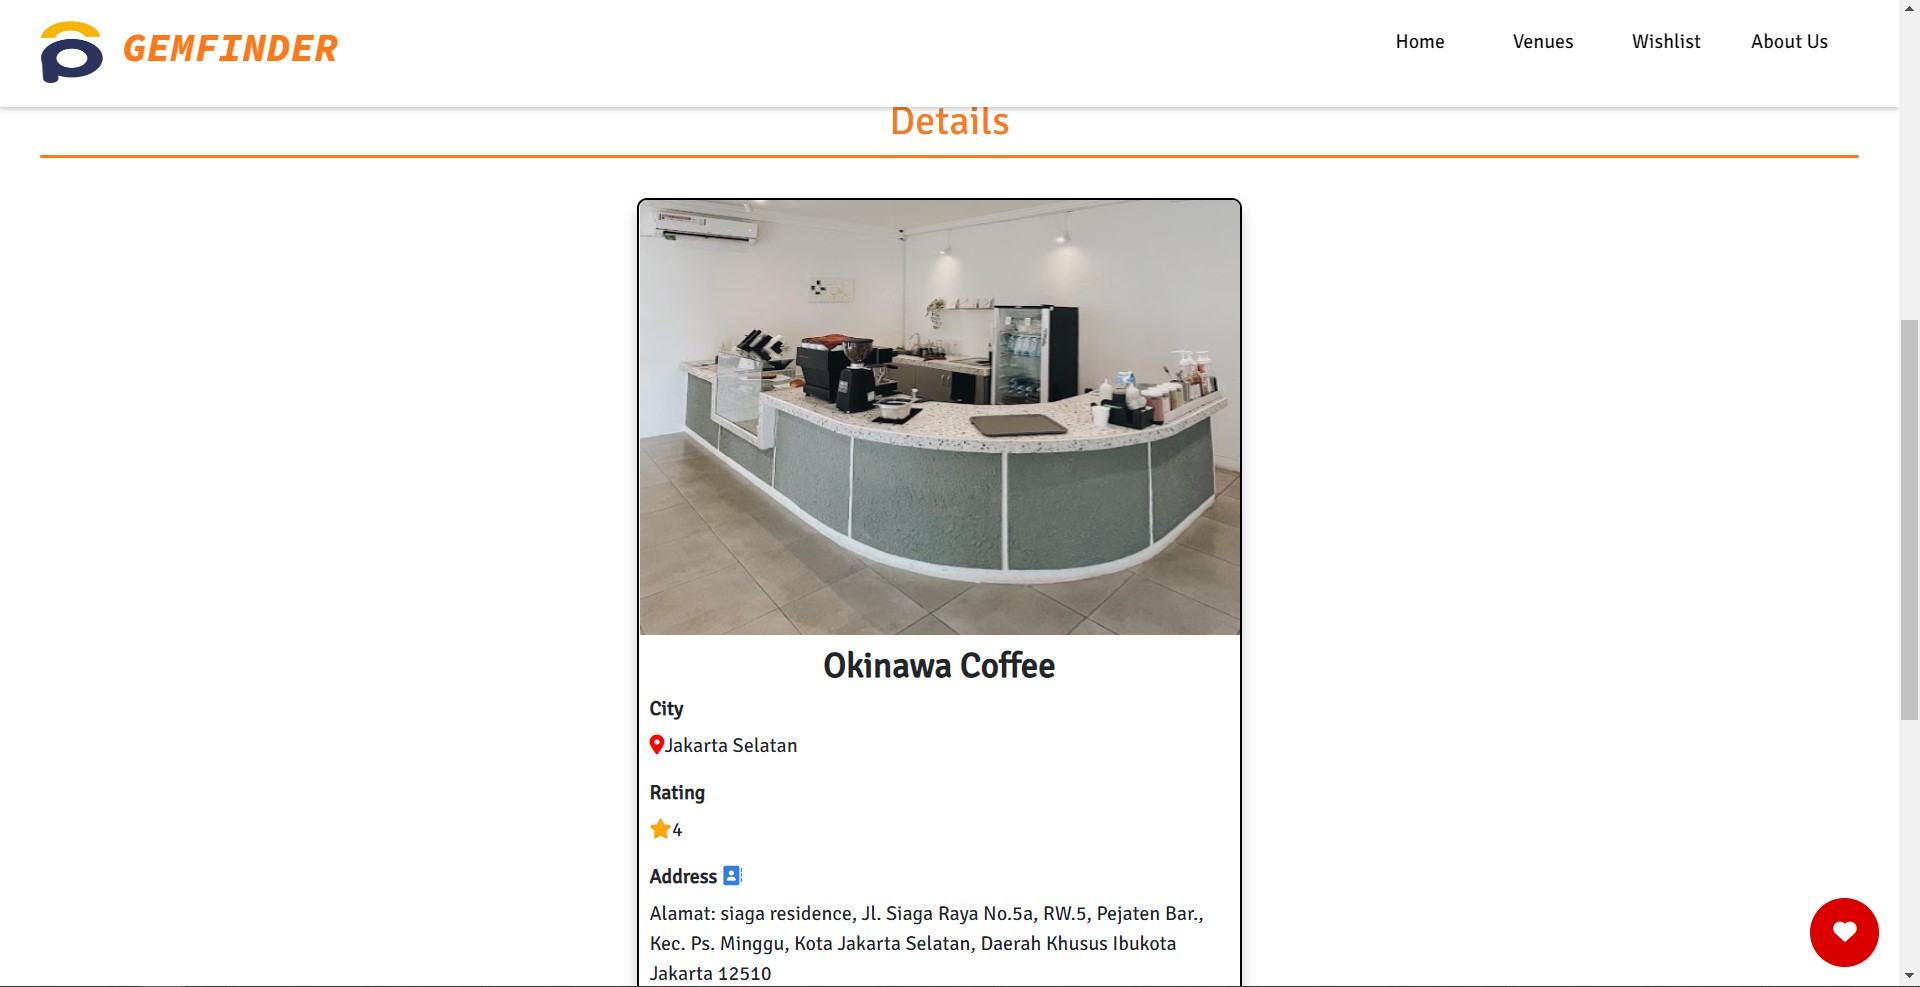 GEMFINDER
Home Venues Wishlist About Us
Details
Okinawa Coffee
City
Jakarta Selatan
Rating
4
Address
Alamat: siaga residence, Jl. Siaga Raya No.5a, RW.5, Pejaten Bar.,
Kec. Ps. Minggu, Kota Jakarta Selatan, Daerah Khusus Ibukota
Jakarta 12510